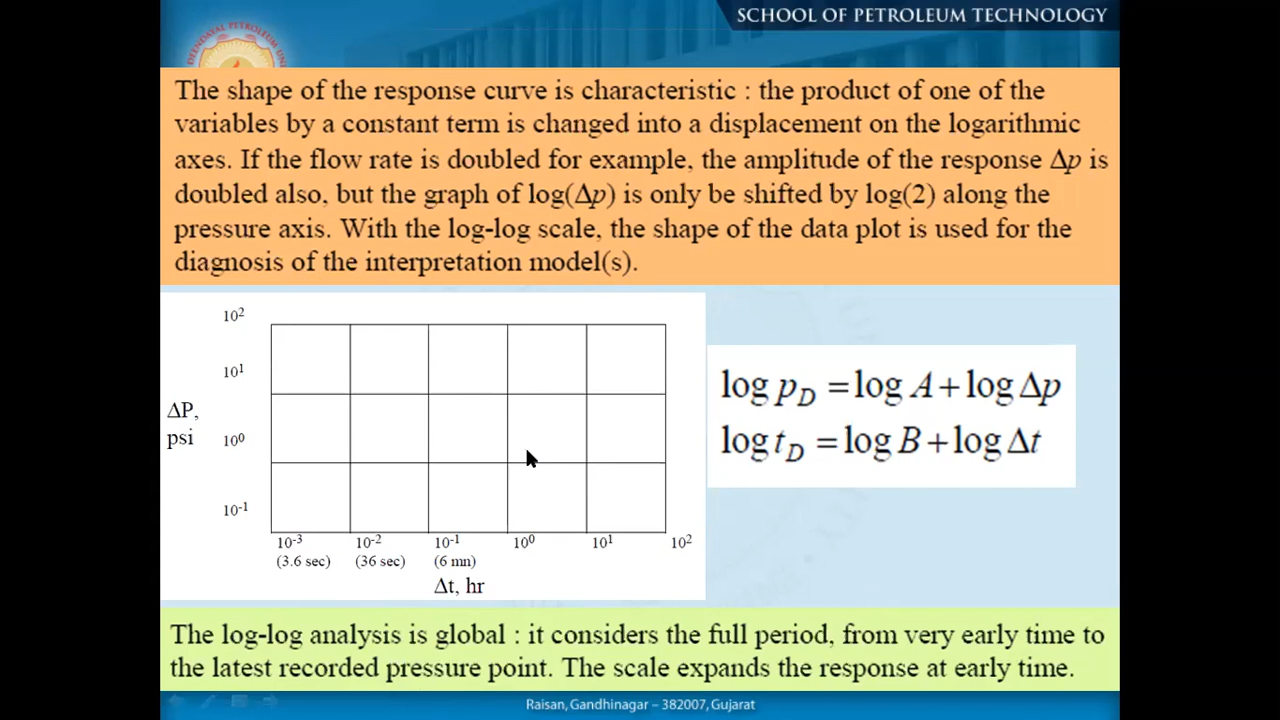 SCHOOL OF PETROLEUM TECHNOLOGY
The shape of the response curve is characteristic : the product of one of the
variables by a constant term is changed into a displacement on the logarithmic
axes. If the flow rate is doubled for example, the amplitude of the response Δp is
doubled also, but the graph of log(Δp) is only be shifted by log(2) along the
pressure axis. With the log-log scale, the shape of the data plot is used for the
diagnosis of the interpretation model(s).
10²
10¹
ΔP,
psi
10⁰
10⁻¹
10⁻³ 10⁻² 10⁻¹ 10⁰ 10¹ 10²
(3.6 sec) (36 sec) (6 mn)
Δt, hr
log p_D = log A + log Δp
log t_D = log B + log Δt
The log-log analysis is global : it considers the full period, from very early time to
the latest recorded pressure point. The scale expands the response at early time.
Raisan, Gandhinagar – 382007, Gujarat